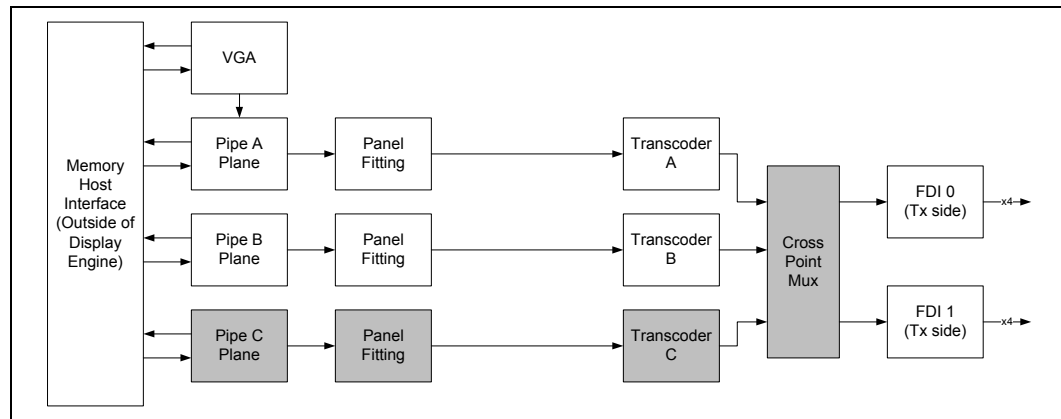 VGA
Memory
Host
Interface
(Outside of
Display
Engine)
Pipe A
Plane
Panel
Fitting
Transcoder
A
FDI 0
(Tx side)
x4
Pipe B
Plane
Panel
Fitting
Transcoder
B
Cross
Point
Mux
Pipe C
Plane
Panel
Fitting
Transcoder
C
FDI 1
(Tx side)
x4